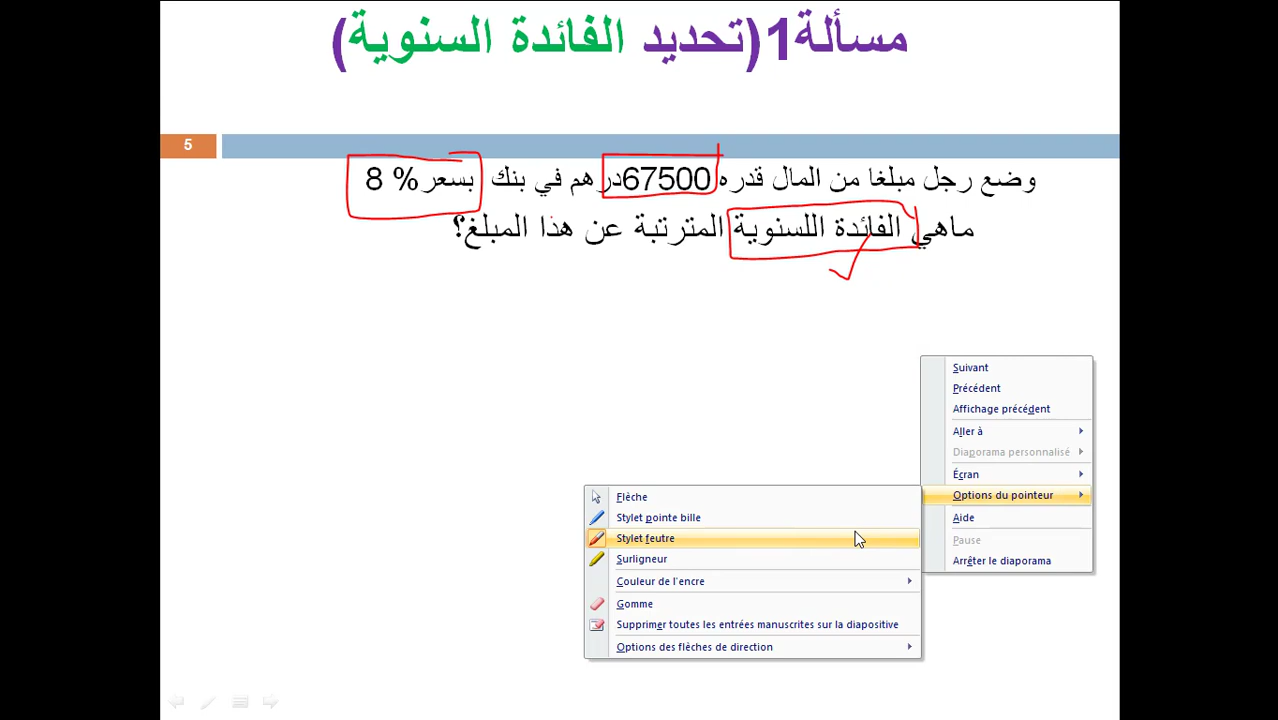 مسألة1(تحديد الفائدة السنوية)
5
وضع رجل مبلغا من المال قدره 67500درهم في بنك بسعر% 8
ماهي الفائدة اللسنوية المترتبة عن هذا المبلغ؟
Suivant
Précédent
Affichage précédent
Aller à
Diaporama personnalisé
Écran
Options du pointeur
Aide
Pause
Arrêter le diaporama
Flèche
Stylet pointe bille
Stylet feutre
Surligneur
Couleur de l'encre
Gomme
Supprimer toutes les entrées manuscrites sur la diapositive
Options des flèches de direction